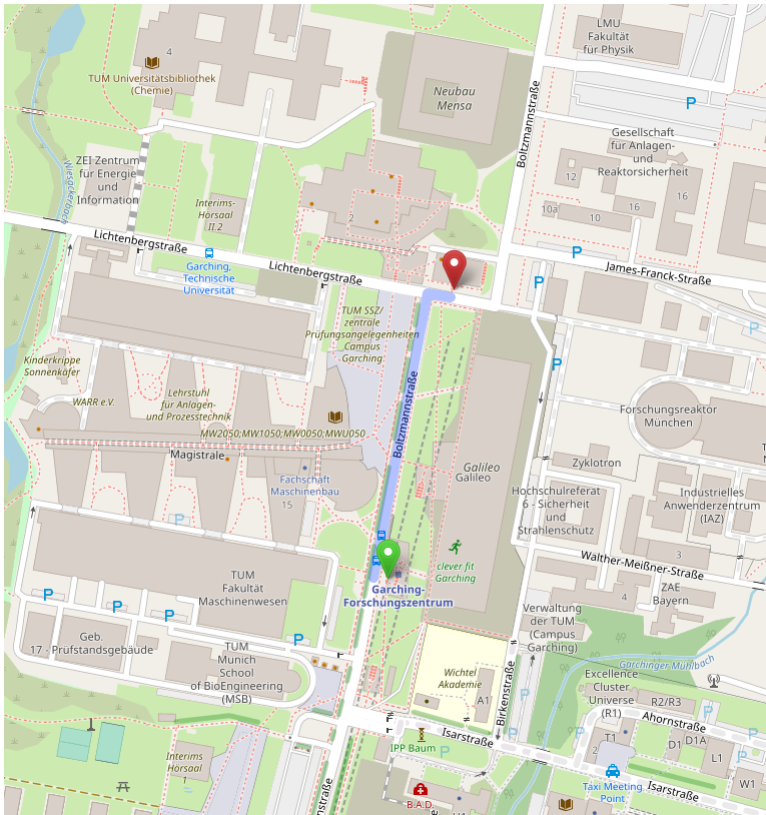 LMU
Fakultät
für Physik
4
TUM Universitätsbibliothek
(Chemie)
Neubau
Mensa
P
Boltzmannstraße
Gesellschaft
für Anlagen-
und
Reaktorsicherheit
ZEI Zentrum
für Energie
und
Information
Wiesäckerbach
12
16
16
10a
10
Interims-
Hörsaal
II.2
2
Lichtenbergstraße
Garching,
Technische
Universität
Lichtenbergstraße
P
James-Franck-Straße
P
P
TUM SSZ/
zentrale
Prüfungsangelegenheiten
Campus
Garching
Kinderkrippe
Sonnenkäfer
P
WARR e.V.
Lehrstuhl
für Anlagen-
und Prozesstechnik
Boltzmannstraße
Forschungsreaktor
München
MW2050;MW1050;MW0050;MWU050
Magistrale
Galileo
Galileo
Zyklotron
Fachschaft
Maschinenbau
15
Hochschulreferat
6 - Sicherheit
und
Strahlenschutz
Industrielles
Anwenderzentrum
(IAZ)
P
3
Walther-Meißner-Straße
clever fit
Garching
TUM
Fakultät
Maschinenwesen
Garching-
Forschungszentrum
4
ZAE
Bayern
P
P
P
P
Verwaltung
der TUM
(Campus
Garching)
Geb.
17 - Prüfstandsgebäude
TUM
Munich
School
of BioEngineering
(MSB)
Garchinger Mühlbach
Wichtel
Akademie
A1
Birkenstraße
P
Excellence
Cluster
Universe
(R1)
R2/R3
Ahornstraße
P
P
IPP Baum
P
Isarstraße
P
T1
2
D1
D1A
L1
W1
Interims
Hörsaal
1
Taxi Meeting
Point
Isarstraße
B.A.D.
nstraße